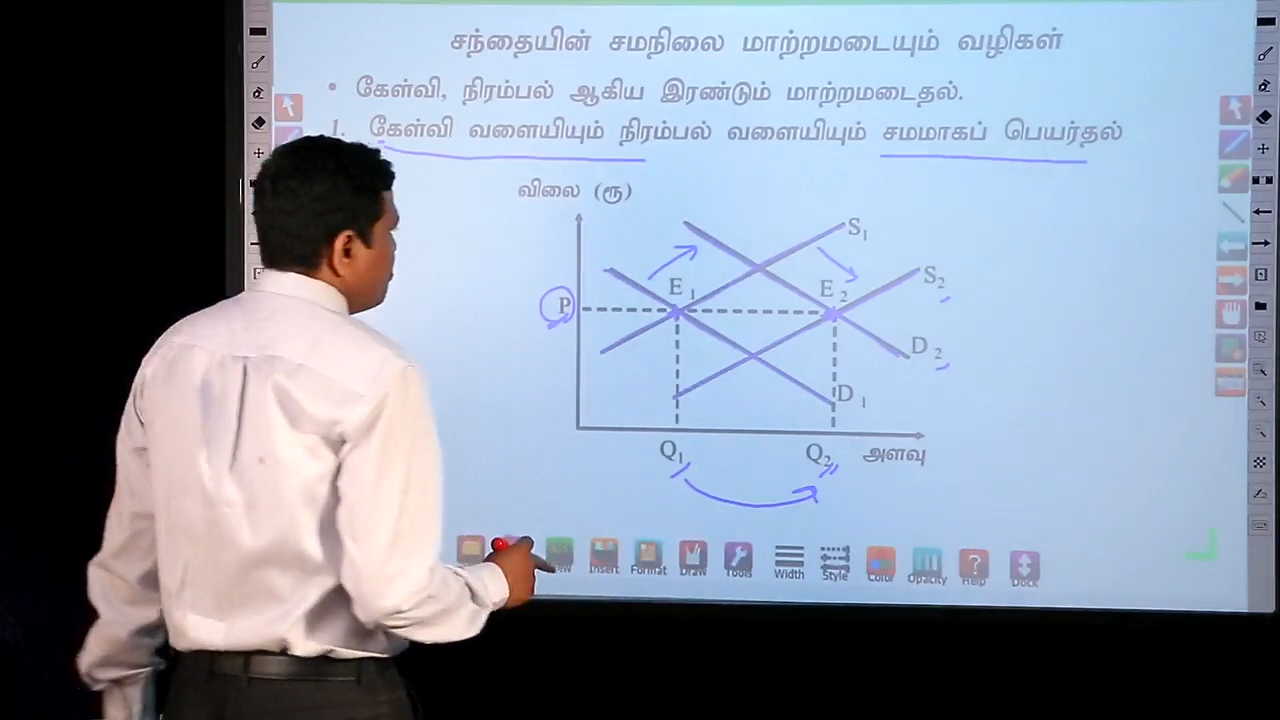 சந்தையின் சமநிலை மாற்றமடையும் வழிகள்
• கேள்வி, நிரம்பல் ஆகிய இரண்டும் மாற்றமடைதல்.
1. கேள்வி வளையியும் நிரம்பல் வளையியும் சமமாகப் பெயர்தல்
விலை (ரூ)
S1
S2
E1
E2
P
D2
D1
Q1
Q2
அளவு
Insert
Format
Draw
Tools
Width
Style
Color
Opacity
Help
Dock